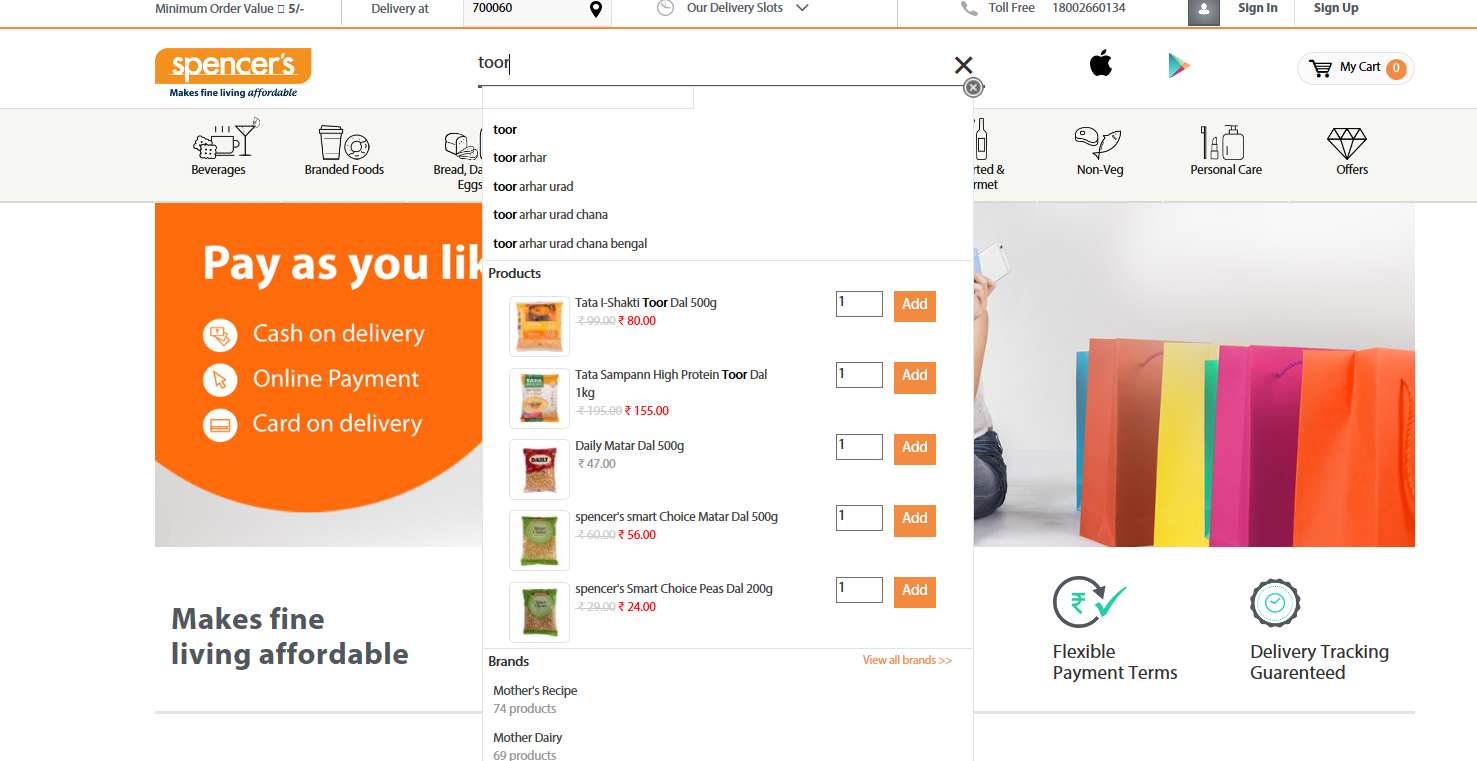 Minimum Order Value 5/-
Delivery at
700060
Our Delivery Slots
Toll Free 18002660134
Sign In
Sign Up
spencer's
Makes fine living affordable
toor
My Cart 0
Beverages
Branded Foods
Bread, Da
Eggs
rted &
rmet
Non-Veg
Personal Care
Offers
toor
toor arhar
toor arhar urad
toor arhar urad chana
toor arhar urad chana bengal
Pay as you lik
Cash on delivery
Online Payment
Card on delivery
Products
Tata I-Shakti Toor Dal 500g
₹ 99.00 ₹ 80.00
1
Add
Tata Sampann High Protein Toor Dal
1kg
₹ 195.00 ₹ 155.00
1
Add
Daily Matar Dal 500g
₹ 47.00
1
Add
DAILY
spencer's smart Choice Matar Dal 500g
₹ 60.00 ₹ 56.00
1
Add
spencer's Smart Choice Peas Dal 200g
₹ 29.00 ₹ 24.00
1
Add
Makes fine
living affordable
Flexible
Payment Terms
Delivery Tracking
Guarenteed
Brands
View all brands >>
Mother's Recipe
74 products
Mother Dairy
69 products